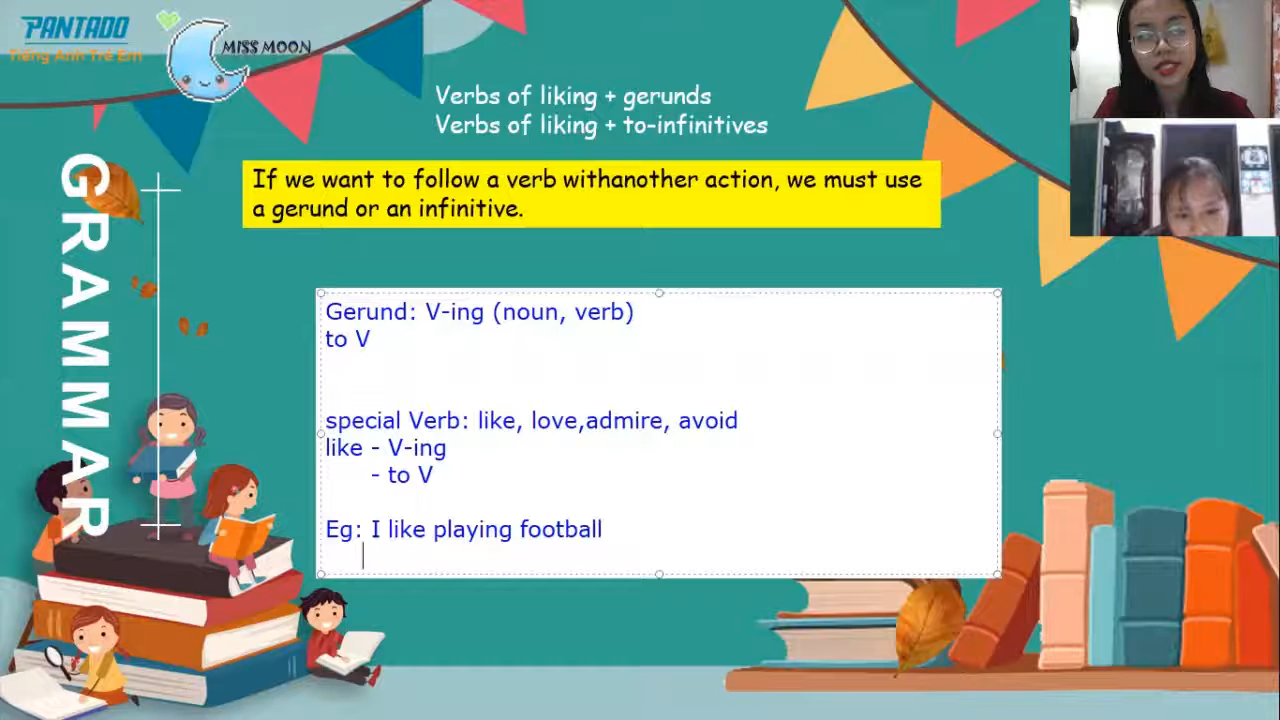 PANTADO
Tiếng Anh Trẻ Em
MISS MOON
Verbs of liking + gerunds
Verbs of liking + to-infinitives
If we want to follow a verb withanother action, we must use
a gerund or an infinitive.
GRAMMAR
Gerund: V-ing (noun, verb)
to V
special Verb: like, love,admire, avoid
like - V-ing
- to V
Eg: I like playing football